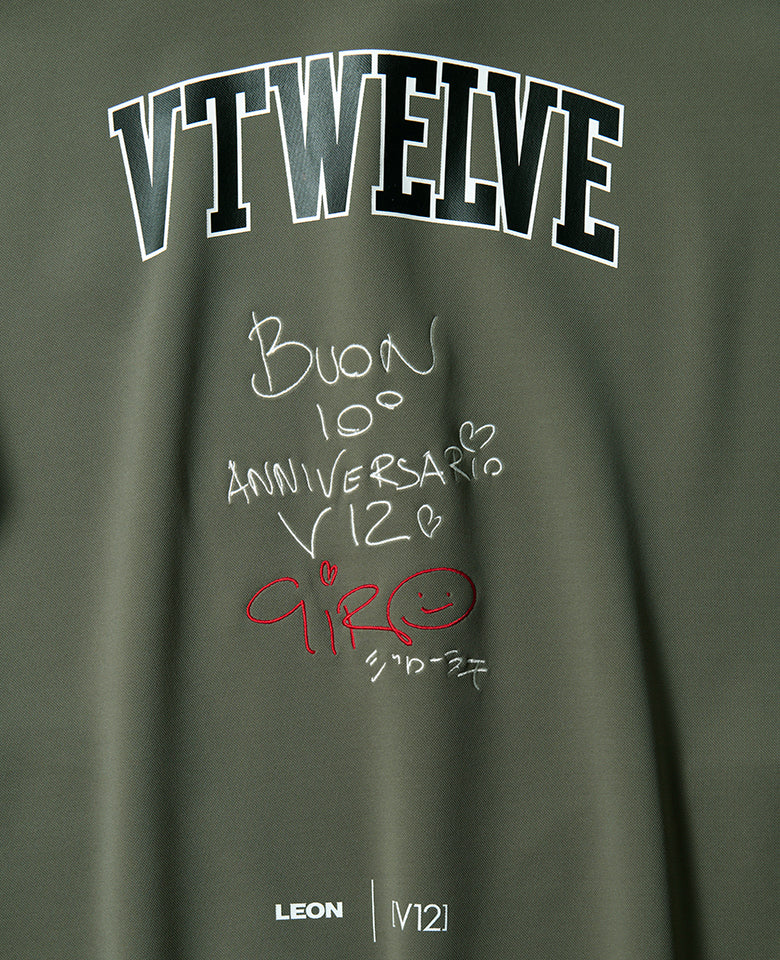 VTWELVE
BUON
10°
ANNIVERSARIO
V12
GiRO
ジローラモ
LEON | [V12]